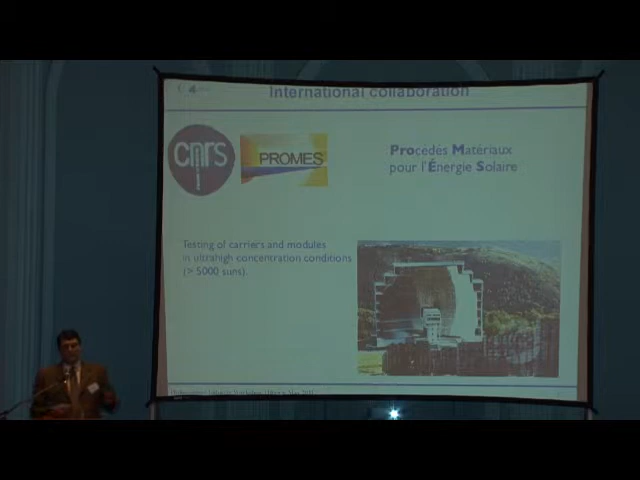 International collaboration
cnrs
PROMES
Procédes Matériaux
pour l'Énergie Solaire
Testing of carriers and modules
in ultrahigh concentration conditions
(> 5000 suns).